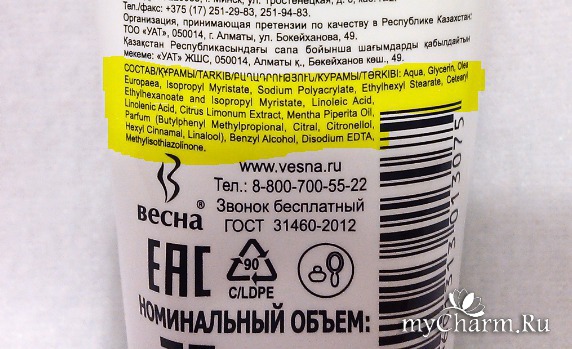 Тел./факс: +375 (17) 251-29-83, 251-94-83.
Организация, принимающая претензии по качеству в Республике Казахстан:
ТОО «УАТ», 050014, г. Алматы, ул. Бокейханова, 49.
Қазақстан Республикасындағы сапа бойынша шағымдарды қабылдайтын
мекеме: «УАТ» ЖШС, 050014, Алматы қ., Бөкейханов көш., 49.
СОСТАВ/ҚҰРАМЫ/TARKIB/ԲԱՂԱԴՐՈՒԹՅՈՒՆ/КУРАМЫ/TƏRKIBI: Aqua, Glycerin, Olea
Europaea, Isopropyl Myristate, Sodium Polyacrylate, Ethylhexyl Stearate, Cetearyl
Ethylhexanoate and Isopropyl Myristate, Linoleic Acid,
Linolenic Acid, Citrus Limonum Extract, Mentha Piperita Oil,
Parfum (Butylphenyl Methylpropional, Citral, Citronellol,
Hexyl Cinnamal, Linalool), Benzyl Alcohol, Disodium EDTA,
Methylisothiazolinone.
www.vesna.ru
Тел.: 8-800-700-55-22
Звонок бесплатный
ГОСТ 31460-2012
ВЕСНА®
EAC
90
C/LDPE
НОМИНАЛЬНЫЙ ОБЪЕМ:
313013075
myCharm.Ru